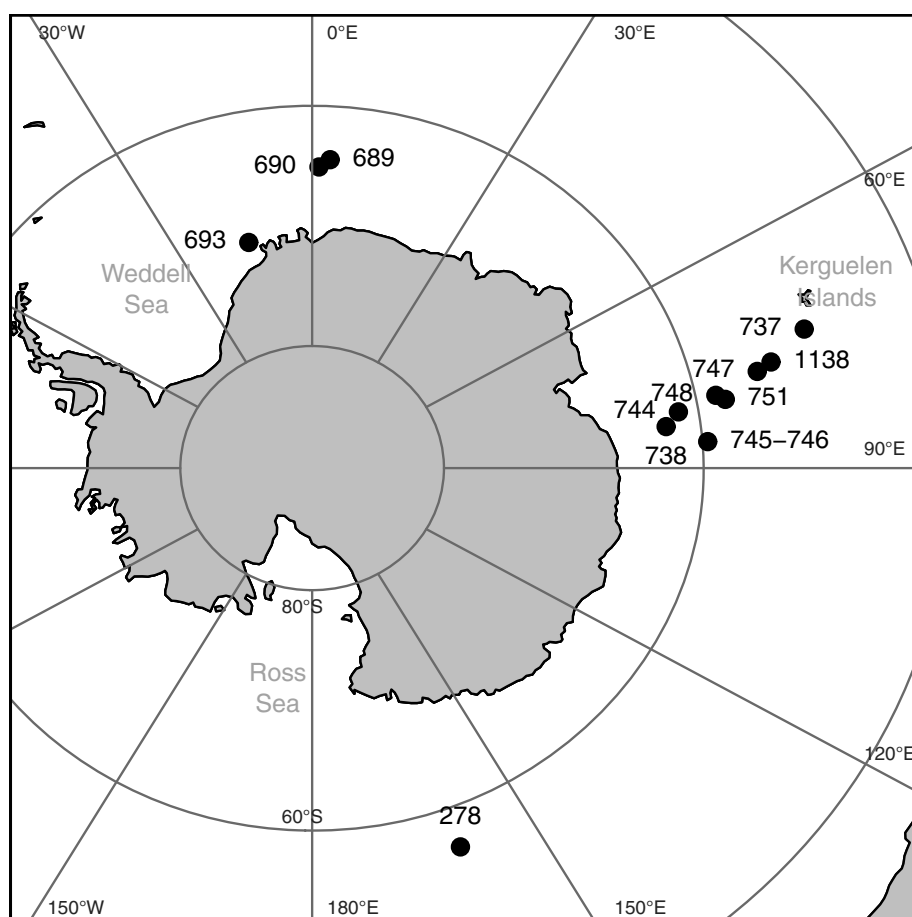 30°W
0°E
30°E
690
689
60°E
693
Weddell
Sea
Kerguelen
Islands
737
1138
747
748
751
744
745–746
738
90°E
80°S
Ross
Sea
120°E
60°S
278
150°W
180°E
150°E